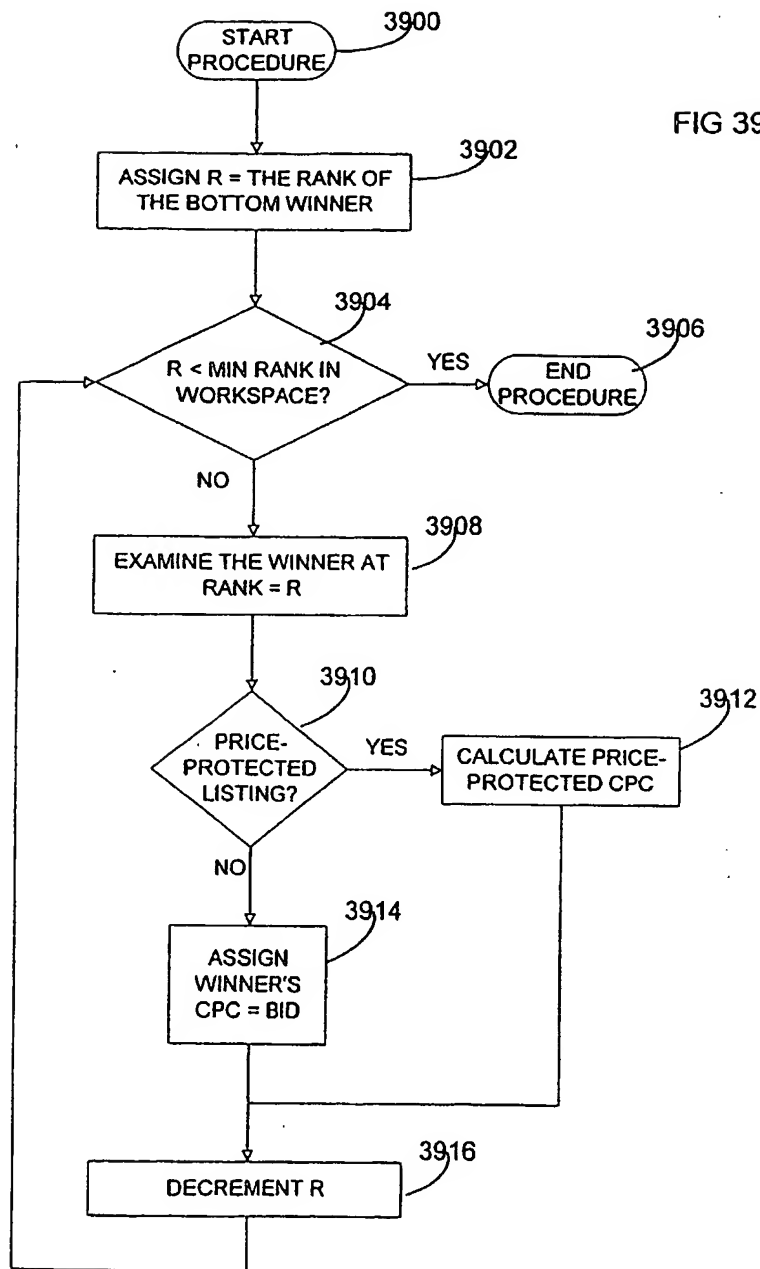 3900
START
PROCEDURE
FIG 39
3902
ASSIGN R = THE RANK OF
THE BOTTOM WINNER
3904
R < MIN RANK IN
WORKSPACE?
YES
3906
END
PROCEDURE
NO
3908
EXAMINE THE WINNER AT
RANK = R
3910
PRICE-
PROTECTED
LISTING?
YES
3912
CALCULATE PRICE-
PROTECTED CPC
NO
3914
ASSIGN
WINNER'S
CPC = BID
3916
DECREMENT R